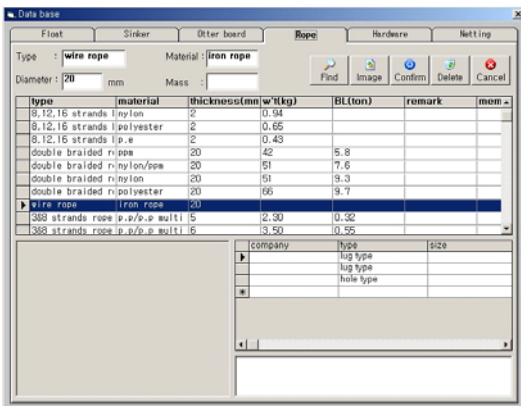 Data base
Float Sinker Otter board Rope Hardware Netting
Type : wire rope Material : iron rope
Diameter : 20 mm Mass :
Find Image Confirm Delete Cancel
type material thickness(mm w't(kg) BL(ton) remark mem
8,12,16 strands l nylon 2 0.94
8,12,16 strands l polyester 2 0.65
8,12,16 strands l p.e 2 0.43
double braided r ppm 20 42 5.8
double braided r nylon/ppm 20 51 7.6
double braided r nylon 20 51 9.3
double braided r polyester 20 66 9.7
wire rope iron rope 20
3&8 strands rope p.p/p.p multi 5 2.30 0.32
3&8 strands rope p.p/p.p multi 6 3.50 0.55
company type size
lug type
lug type
hole type